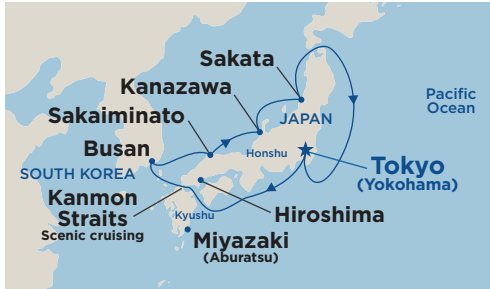 Sakata
Kanazawa
Sakaiminato
Busan
SOUTH KOREA
Kanmon
Straits
Scenic cruising
JAPAN
Honshu
Pacific
Ocean
Tokyo
(Yokohama)
Hiroshima
Kyushu
Miyazaki
(Aburatsu)